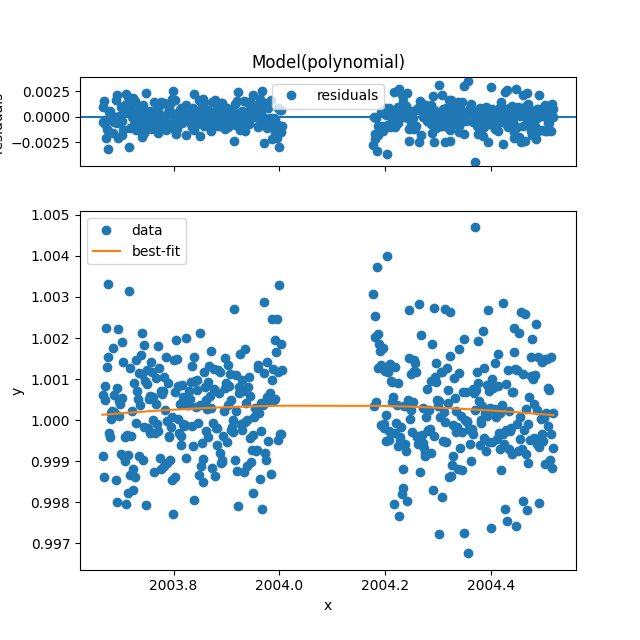 Model(polynomial)
residuals
0.0025
0.0000
−0.0025
residuals
1.005
1.004
1.003
1.002
1.001
1.000
0.999
0.998
0.997
data
best-fit
y
2003.8 2004.0 2004.2 2004.4
x